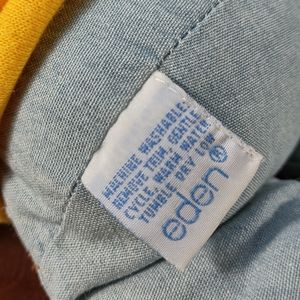 MACHINE WASHABLE.
REMOVE TRIM GENTLE
CYCLE WARM WATER
TUMBLE DRY LOW
eden®